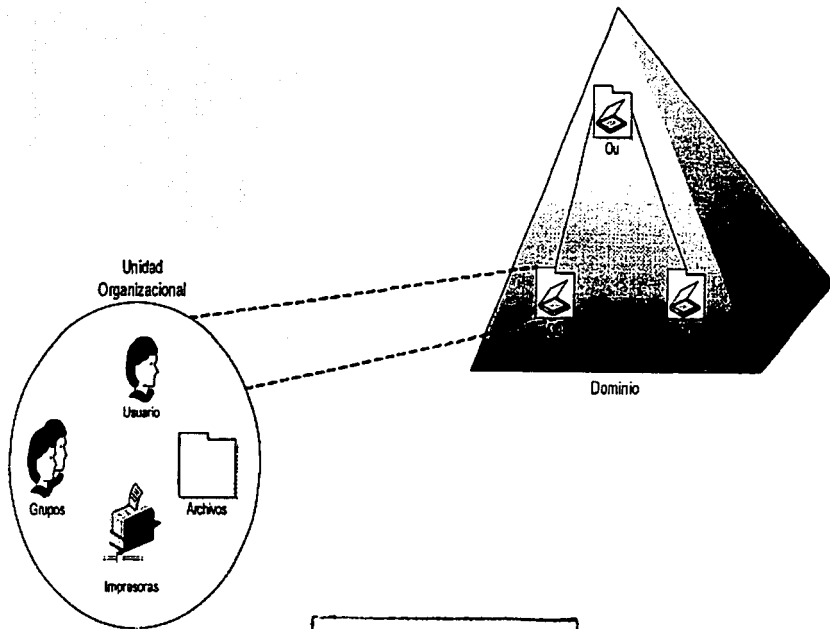 Ou
Unidad
Organizacional
Usuario
Dominio
Grupos
Archivos
Impresoras